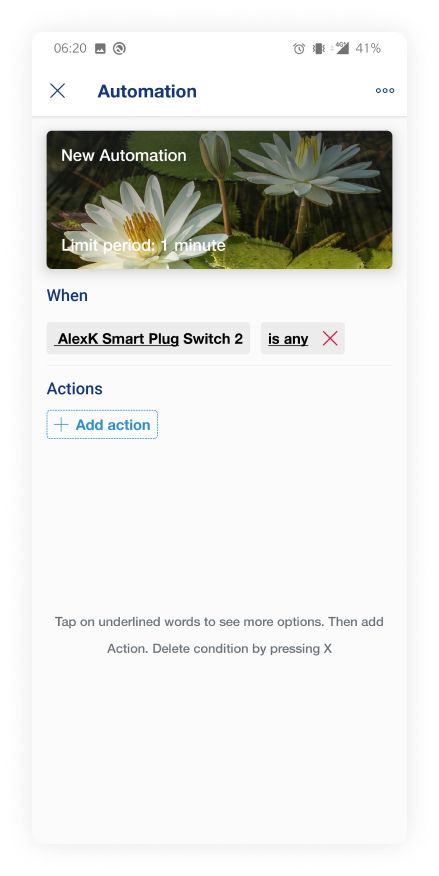 06:20 41%
Automation
New Automation
Limit period: 1 minute
When
AlexK Smart Plug Switch 2 is any
Actions
Add action
Tap on underlined words to see more options. Then add
Action. Delete condition by pressing X